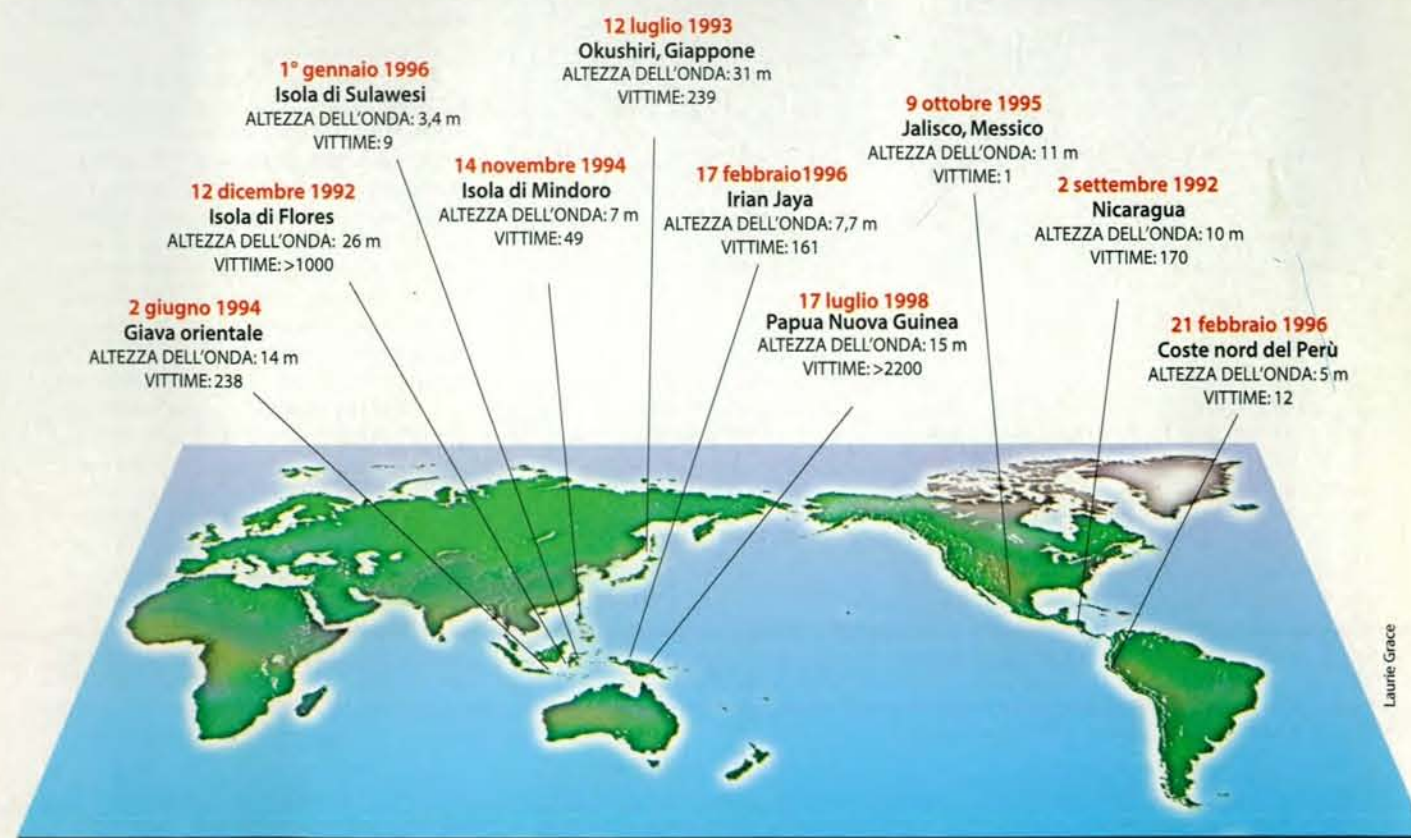 12 luglio 1993
Okushiri, Giappone
ALTEZZA DELL'ONDA: 31 m
VITTIME: 239
1° gennaio 1996
Isola di Sulawesi
ALTEZZA DELL'ONDA: 3,4 m
VITTIME: 9
9 ottobre 1995
Jalisco, Messico
ALTEZZA DELL'ONDA: 11 m
VITTIME: 1
14 novembre 1994
Isola di Mindoro
ALTEZZA DELL'ONDA: 7 m
VITTIME: 49
17 febbraio1996
Irian Jaya
ALTEZZA DELL'ONDA: 7,7 m
VITTIME: 161
2 settembre 1992
Nicaragua
ALTEZZA DELL'ONDA: 10 m
VITTIME: 170
12 dicembre 1992
Isola di Flores
ALTEZZA DELL'ONDA: 26 m
VITTIME: >1000
2 giugno 1994
Giava orientale
ALTEZZA DELL'ONDA: 14 m
VITTIME: 238
17 luglio 1998
Papua Nuova Guinea
ALTEZZA DELL'ONDA: 15 m
VITTIME: >2200
21 febbraio 1996
Coste nord del Perù
ALTEZZA DELL'ONDA: 5 m
VITTIME: 12
Laurie Grace